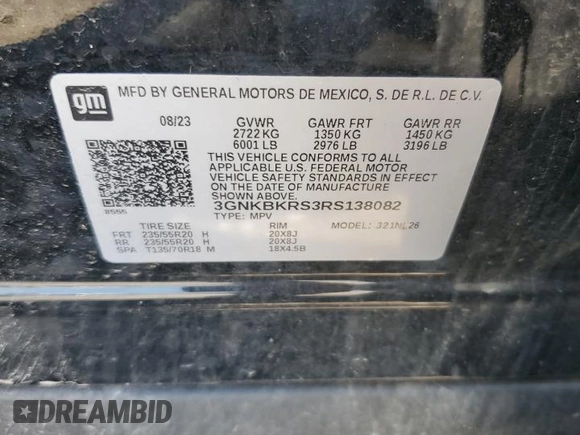 gm
MFD BY GENERAL MOTORS DE MEXICO, S. DE R.L. DE C.V.
08/23 GVWR GAWR FRT GAWR RR
2722 KG 1350 KG 1450 KG
6001 LB 2976 LB 3196 LB
THIS VEHICLE CONFORMS TO ALL
APPLICABLE U.S. FEDERAL MOTOR
VEHICLE SAFETY STANDARDS IN
EFFECT ON THE DATE OF MANUFACTURE
SHOWN ABOVE.
3GNKBKRS3RS138082
8555 TYPE: MPV MODEL: 321NL26
TIRE SIZE RIM
FRT 235/55R20 H 20X8J
RR 235/55R20 H 20X8J
SPA T135/70R18 M 18X4.5B
DREAMBID